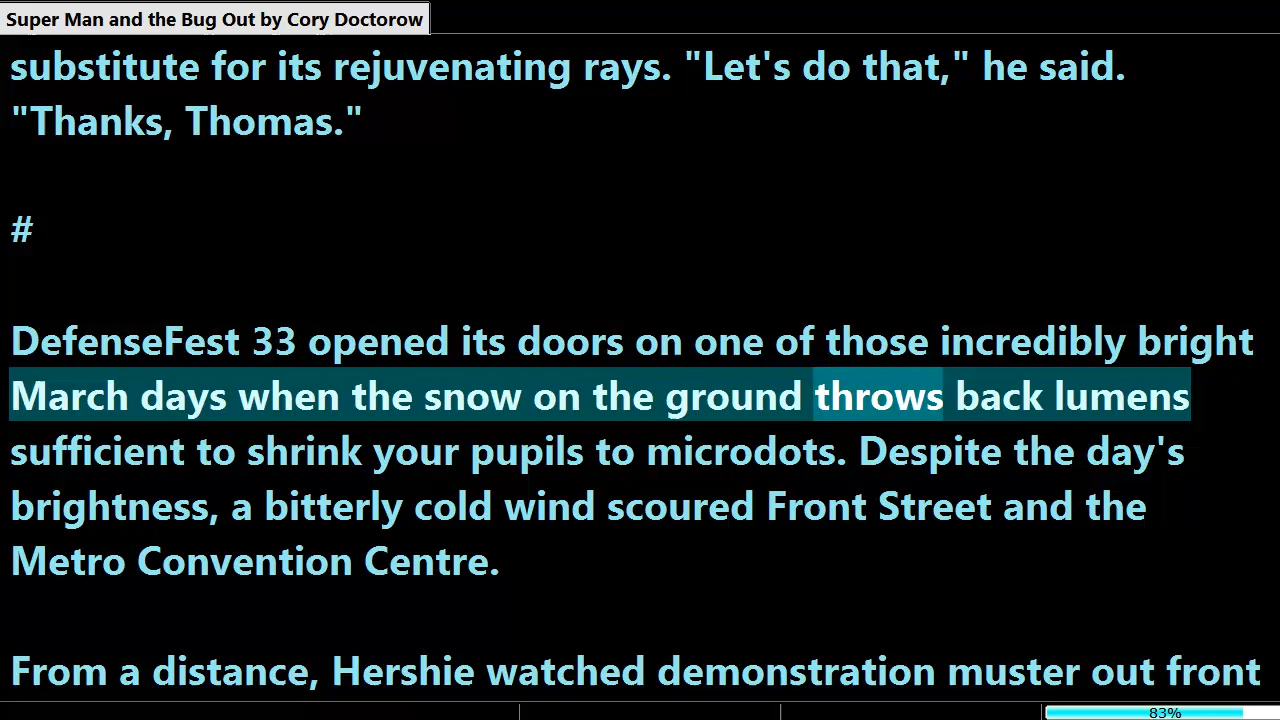 Super Man and the Bug Out by Cory Doctorow
substitute for its rejuvenating rays. "Let's do that," he said.
"Thanks, Thomas."
#
DefenseFest 33 opened its doors on one of those incredibly bright
March days when the snow on the ground throws back lumens
sufficient to shrink your pupils to microdots. Despite the day's
brightness, a bitterly cold wind scoured Front Street and the
Metro Convention Centre.
From a distance, Hershie watched demonstration muster out front
83%